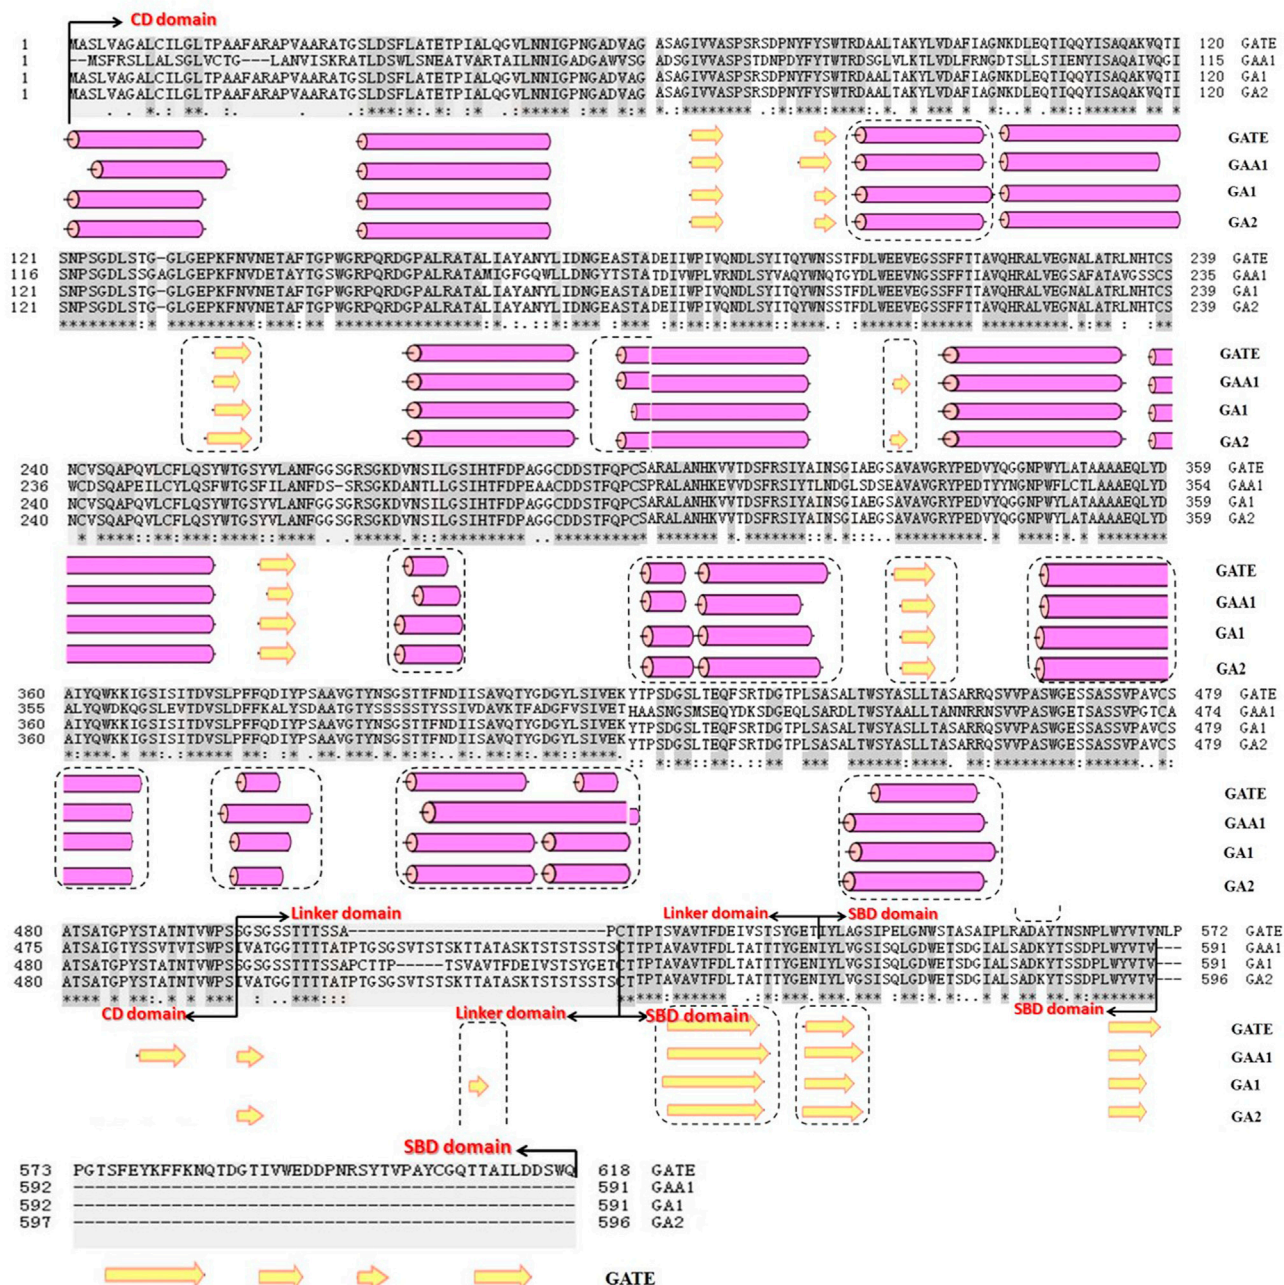 CD domain
1 MASLVAGALCILGLTPAAFARAPVAARATGSLDSFLATETPIALQGVLNNIGPNGADVAG ASAGIVVASPSRSDPNYFYSWTRDAALTAKYLVDAFIAGNKDLEQTIQQYISAQAKVQTI 120 GATE
1 --MSFRSLLALSGLVCTG---LANVISKRATLDSWLSNEATVARTAILNNIGADGAWVSG ADSGIVVASPSTDNPDYFYTWTRDSGLVLKTLVDLFRNGDTSLLSTIENYISAQAIVQGI 115 GAA1
1 MASLVAGALCILGLTPAAFARAPVAARATGSLDSFLATETPIALQGVLNNIGPNGADVAG ASAGIVVASPSRSDPNYFYSWTRDAALTAKYLVDAFIAGNKDLEQTIQQYISAQAKVQTI 120 GA1
1 MASLVAGALCILGLTPAAFARAPVAARATGSLDSFLATETPIALQGVLNNIGPNGADVAG ASAGIVVASPSRSDPNYFYSWTRDAALTAKYLVDAFIAGNKDLEQTIQQYISAQAKVQTI 120 GA2
GATE
GAA1
GA1
GA2
121 SNPSGDLSTG-GLGEPKFNVNETAFTGPWGRPQRDGPALRATALIAYANYLIDNGEASTADEIIWPIVQNDLSYIITQYWNSSTFDLWEEVEGSSFFTTAVQHRALVEGNALATRLNHTCS 239 GATE
116 SNPSGDLSSGAGLGEPKFNVDETAYTGSWGRPQRDGPALRATAMIGFGQWLLDNGYTSTATDIVWPLVRNDLSYVAQYWNQTGYDLWEEVNGSSFFTIAVQHRALVEGSAFATAVGSSCS 235 GAA1
121 SNPSGDLSTG-GLGEPKFNVNETAFTGPWGRPQRDGPALRATALIAYANYLIDNGEASTADEIIWPIVQNDLSYIITQYWNSSTFDLWEEVEGSSFFTTAVQHRALVEGNALATRLNHTCS 239 GA1
121 SNPSGDLSTG-GLGEPKFNVNETAFTGPWGRPQRDGPALRATALIAYANYLIDNGEASTADEIIWPIVQNDLSYIITQYWNSSTFDLWEEVEGSSFFTTAVQHRALVEGNALATRLNHTCS 239 GA2
GATE
GAA1
GA1
GA2
240 NCVSQAPQVLCFLQSYWTGSYVLANFGGSGRSGKDVNSILGSIHTFDPAGGCDDSTFQPCSARALANHKVVTDSFRSIYAINSGIAEGSAVAVGRYPEDVYQGGNPWYLATAAAAEQLYD 359 GATE
236 WCDSQAPEILCYLQSFWTGSFILANFDS-SRSGKDANTLLGSIHTFDPEAACDDSTFQPCSPRALANHKEVVDSFRSIYTLNDGLSDSEAVAVGRYPEDTYYNGNPWFLCTLAAAEQLYD 354 GAA1
240 NCVSQAPQVLCFLQSYWTGSYVLANFGGSGRSGKDVNSILGSIHTFDPAGGCDDSTFQPCSARALANHKVVTDSFRSIYAINSGIAEGSAVAVGRYPEDVYQGGNPWYLATAAAAEQLYD 359 GA1
240 NCVSQAPQVLCFLQSYWTGSYVLANFGGSGRSGKDVNSILGSIHTFDPAGGCDDSTFQPCSARALANHKVVTDSFRSIYAINSGIAEGSAVAVGRYPEDVYQGGNPWYLATAAAAEQLYD 359 GA2
GATE
GAA1
GA1
GA2
360 AIYQWKKIGSISITDVSLPFFQDIYPSAAVGTYNSGSTTFNDIISAVQTYGDGYLSIVEKYTPSDGSLTEQFSRTDGTPLSASALTWSYASLLTASARRQSVVPASWGESSASSVPAVCS 479 GATE
355 ALYQWDKQGSLEVTDVSLDFFKALYSDAATGTYSSSSSTYSSIVDAVKTFADGFVSIVETHAASNGSMSEQYDKSDGEQLSARDLTWSYAALLTANNRRNSVVPASWGETSASSVPGTCA 474 GAA1
360 AIYQWKKIGSISITDVSLPFFQDIYPSAAVGTYNSGSTTFNDIISAVQTYGDGYLSIVEKYTPSDGSLTEQFSRTDGTPLSASALTWSYASLLTASARRQSVVPASWGESSASSVPAVCS 479 GA1
360 AIYQWKKIGSISITDVSLPFFQDIYPSAAVGTYNSGSTTFNDIISAVQTYGDGYLSIVEKYTPSDGSLTEQFSRTDGTPLSASALTWSYASLLTASARRQSVVPASWGESSASSVPAVCS 479 GA2
GATE
GAA1
GA1
GA2
Linker domain Linker domain SBD domain
480 ATSATGPYSTATNTVWPSSGSGSSTTTSSA----------------------------PCTTPTSVAVTFDEIVSTSYGETIYLAGSIPELGNWSTASAIPLRADAYTNSNPLWYVTVNLP 572 GATE
475 ATSAIGTYSSVTVTSWPSIVATGGTTTTATPTGSGSVTSTSKTTATASKTSTSTSSTSCTTPTAVAVTFDLTATTTYGENIYLVGSISQLGDWETSDGIALSADKYTSSDPLWYVTV--- 591 GAA1
480 ATSATGPYSTATNTVWPSSGSGSSTTTSSAPCTTP-----TSVAVTFDEIVSTSYGETCTTPTAVAVTFDLTATTTYGENIYLVGSISQLGDWETSDGIALSADKYTSSDPLWYVTV--- 591 GA1
480 ATSATGPYSTATNTVWPSIVATGGTTTTATPTGSGSVTSTSKTTATASKTSTSTSSTSCTTPTAVAVTFDLTATTTYGENIYLVGSISQLGDWETSDGIALSADKYTSSDPLWYVTV--- 596 GA2
CD domain Linker domain SBD domain SBD domain
GATE
GAA1
GA1
GA2
SBD domain
573 PGTSFEYKFFKNQTDGTIVWEDDPNRSYTVPAYCGQTTAILDDSWQ 618 GATE
592 ---------------------------------------------- 591 GAA1
592 ---------------------------------------------- 591 GA1
597 ---------------------------------------------- 596 GA2
GATE